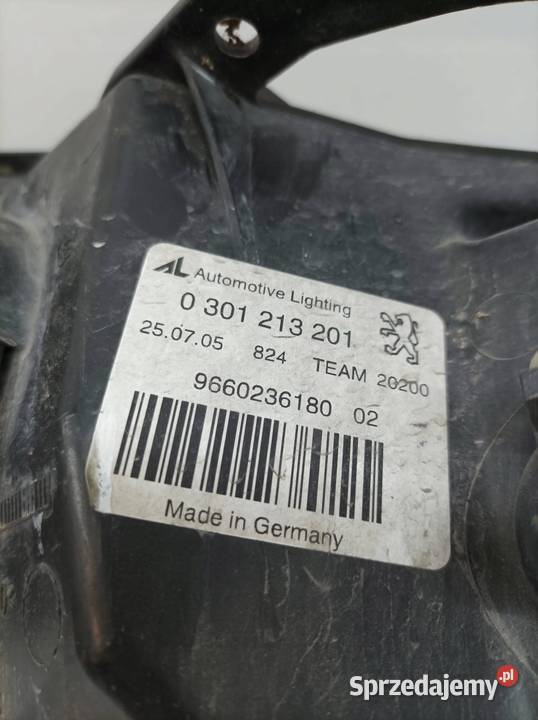 AL Automotive Lighting
0 301 213 201
25.07.05 824 TEAM 20200
9660236180 02
Made in Germany
Sprzedajemy.pl